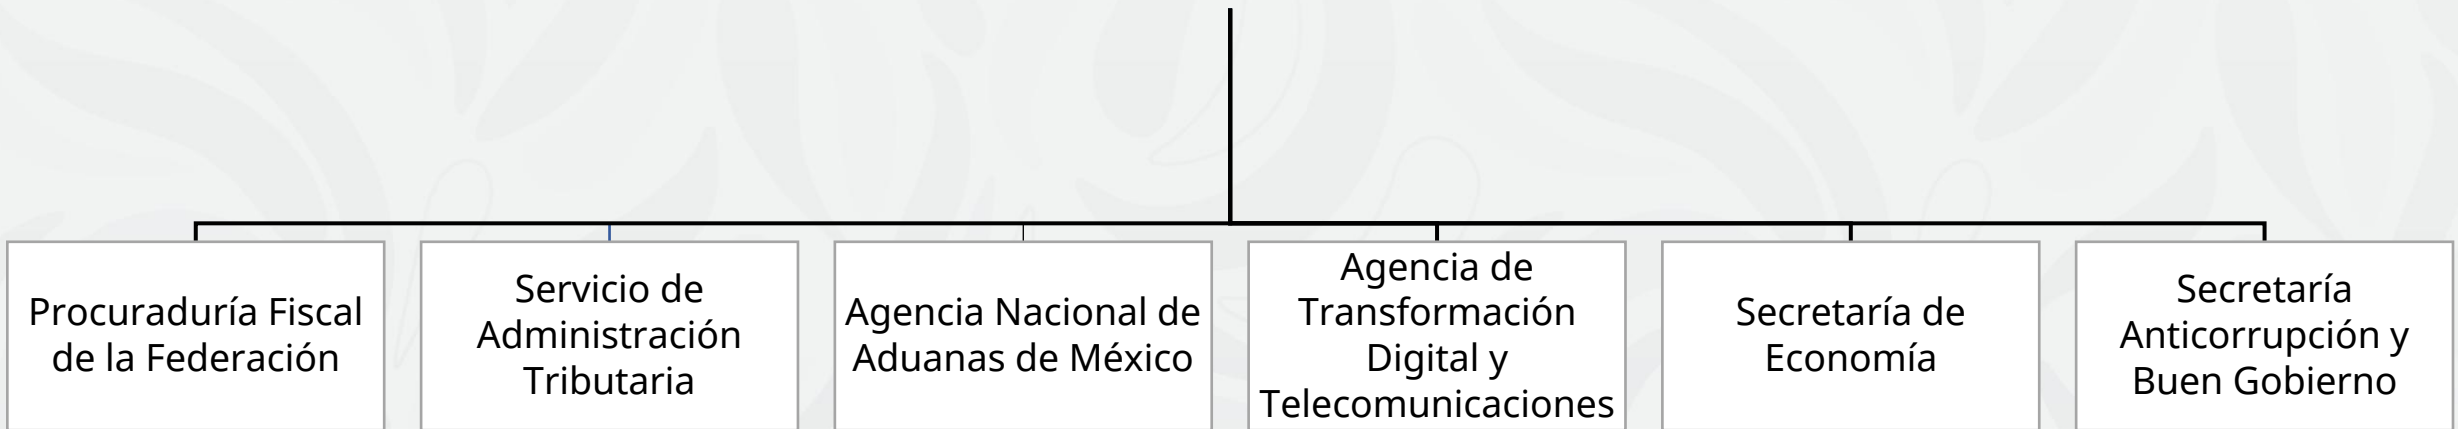 Procuraduría Fiscal
de la Federación
Servicio de
Administración
Tributaria
Agencia Nacional de
Aduanas de México
Agencia de
Transformación
Digital y
Telecomunicaciones
Secretaría de
Economía
Secretaría
Anticorrupción y
Buen Gobierno